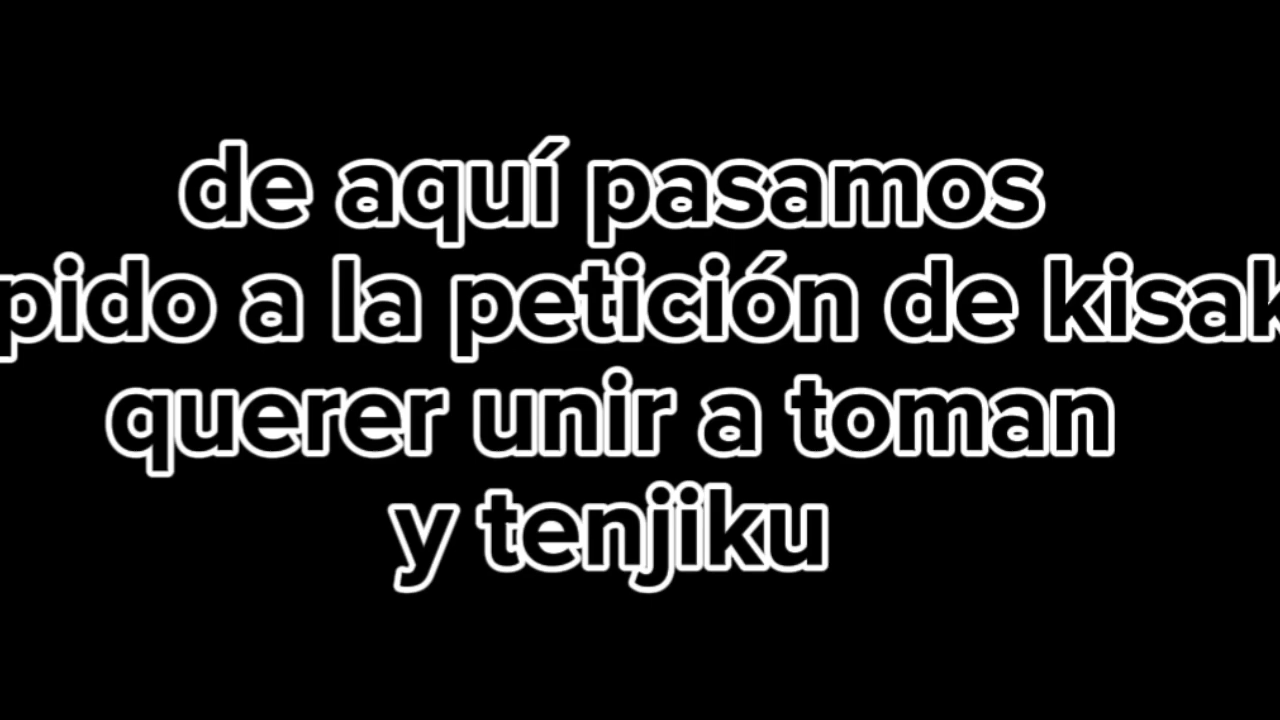 de aquí pasamos
pido a la petición de kisak
querer unir a toman
y tenjiku